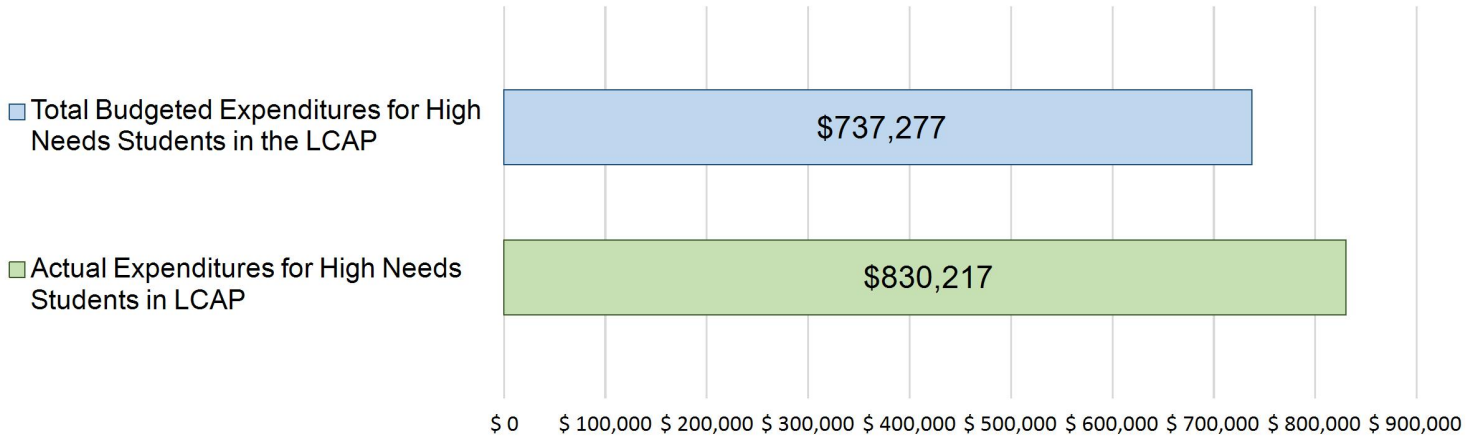 Total Budgeted Expenditures for High
Needs Students in the LCAP
$737,277
Actual Expenditures for High Needs
Students in LCAP
$830,217
$ 0 $ 100,000 $ 200,000 $ 300,000 $ 400,000 $ 500,000 $ 600,000 $ 700,000 $ 800,000 $ 900,000